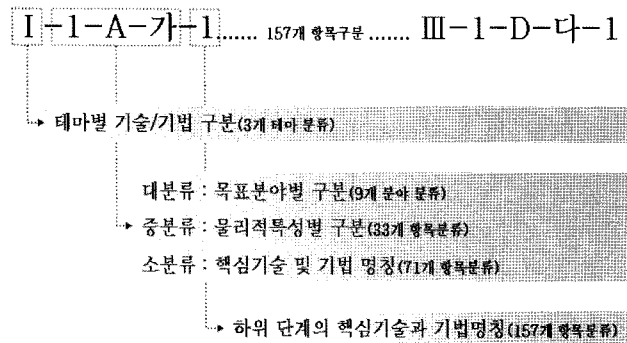 Ⅰ-1-A-가-1....... 157개 항목구분 ....... Ⅲ-1-D-다-1
테마별 기술/기법 구분(3개 테마 분류)
대분류 : 목표분야별 구분(9개 분야 분류)
중분류 : 물리적특성별 구분(33개 항목분류)
소분류 : 핵심기술 및 기법 명칭(71개 항목분류)
하위 단계의 핵심기술과 기법명칭(157개 항목분류)